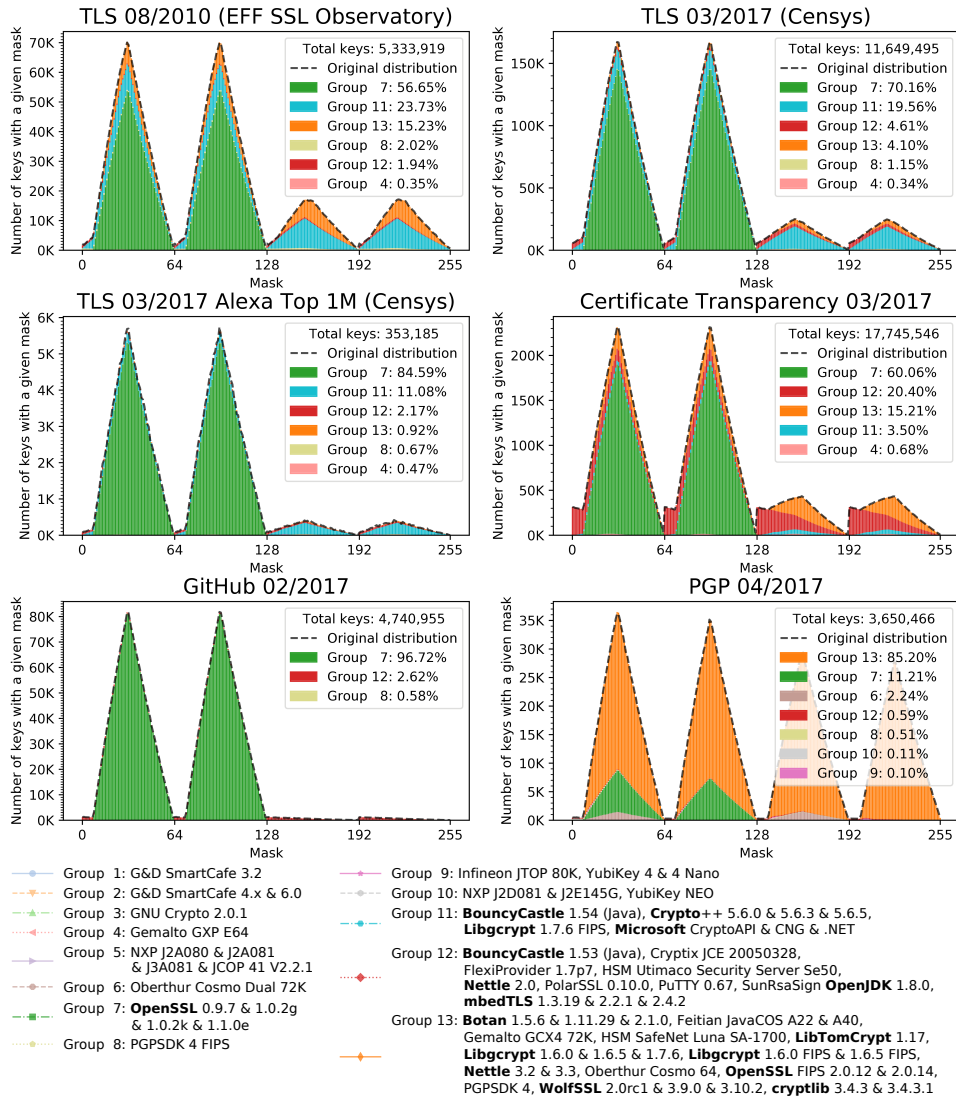 TLS 08/2010 (EFF SSL Observatory)
Number of keys with a given mask
70K
60K
50K
40K
30K
20K
10K
0K
0
64
128
192
255
Mask
Total keys: 5,333,919
Original distribution
Group 7: 56.65%
Group 11: 23.73%
Group 13: 15.23%
Group 8: 2.02%
Group 12: 1.94%
Group 4: 0.35%
TLS 03/2017 (Censys)
Number of keys with a given mask
150K
100K
50K
0K
0
64
128
192
255
Mask
Total keys: 11,649,495
Original distribution
Group 7: 70.16%
Group 11: 19.56%
Group 12: 4.61%
Group 13: 4.10%
Group 8: 1.15%
Group 4: 0.34%
TLS 03/2017 Alexa Top 1M (Censys)
Number of keys with a given mask
6K
5K
4K
3K
2K
1K
0K
0
64
128
192
255
Mask
Total keys: 353,185
Original distribution
Group 7: 84.59%
Group 11: 11.08%
Group 12: 2.17%
Group 13: 0.92%
Group 8: 0.67%
Group 4: 0.47%
Certificate Transparency 03/2017
Number of keys with a given mask
200K
150K
100K
50K
0K
0
64
128
192
255
Mask
Total keys: 17,745,546
Original distribution
Group 7: 60.06%
Group 12: 20.40%
Group 13: 15.21%
Group 11: 3.50%
Group 4: 0.68%
GitHub 02/2017
Number of keys with a given mask
80K
70K
60K
50K
40K
30K
20K
10K
0K
0
64
128
192
255
Mask
Total keys: 4,740,955
Original distribution
Group 7: 96.72%
Group 12: 2.62%
Group 8: 0.58%
PGP 04/2017
Number of keys with a given mask
35K
30K
25K
20K
15K
10K
5K
0K
0
64
128
192
255
Mask
Total keys: 3,650,466
Original distribution
Group 13: 85.20%
Group 7: 11.21%
Group 6: 2.24%
Group 12: 0.59%
Group 8: 0.51%
Group 10: 0.11%
Group 9: 0.10%
Group 1: G&D SmartCafe 3.2
Group 2: G&D SmartCafe 4.x & 6.0
Group 3: GNU Crypto 2.0.1
Group 4: Gemalto GXP E64
Group 5: NXP J2A080 & J2A081
& J3A081 & JCOP 41 V2.2.1
Group 6: Oberthur Cosmo Dual 72K
Group 7: OpenSSL 0.9.7 & 1.0.2g
& 1.0.2k & 1.1.0e
Group 8: PGPSDK 4 FIPS
Group 9: Infineon JTOP 80K, YubiKey 4 & 4 Nano
Group 10: NXP J2D081 & J2E145G, YubiKey NEO
Group 11: BouncyCastle 1.54 (Java), Crypto++ 5.6.0 & 5.6.3 & 5.6.5,
Libgcrypt 1.7.6 FIPS, Microsoft CryptoAPI & CNG & .NET
Group 12: BouncyCastle 1.53 (Java), Cryptix JCE 20050328,
FlexiProvider 1.7p7, HSM Utimaco Security Server Se50,
Nettle 2.0, PolarSSL 0.10.0, PuTTY 0.67, SunRsaSign OpenJDK 1.8.0,
mbedTLS 1.3.19 & 2.2.1 & 2.4.2
Group 13: Botan 1.5.6 & 1.11.29 & 2.1.0, Feitian JavaCOS A22 & A40,
Gemalto GCX4 72K, HSM SafeNet Luna SA-1700, LibTomCrypt 1.17,
Libgcrypt 1.6.0 & 1.6.5 & 1.7.6, Libgcrypt 1.6.0 FIPS & 1.6.5 FIPS,
Nettle 3.2 & 3.3, Oberthur Cosmo 64, OpenSSL FIPS 2.0.12 & 2.0.14,
PGPSDK 4, WolfSSL 2.0rc1 & 3.9.0 & 3.10.2, cryptlib 3.4.3 & 3.4.3.1